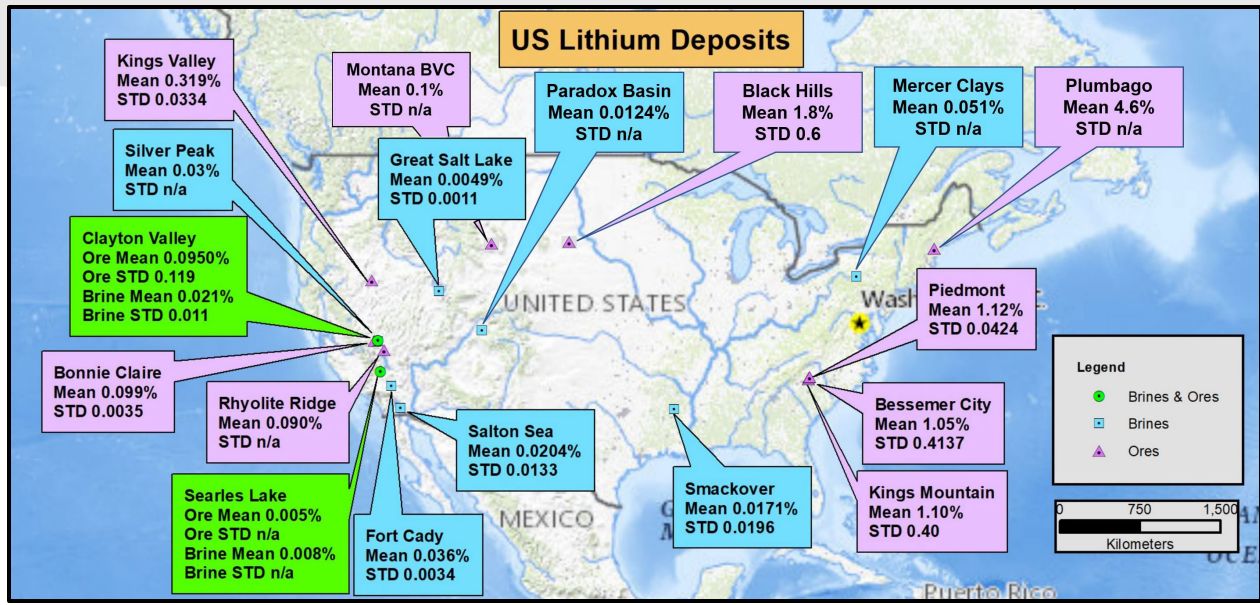 US Lithium Deposits
Kings Valley
Mean 0.319%
STD 0.0334
Montana BVC
Mean 0.1%
STD n/a
Paradox Basin
Mean 0.0124%
STD n/a
Black Hills
Mean 1.8%
STD 0.6
Mercer Clays
Mean 0.051%
STD n/a
Plumbago
Mean 4.6%
STD n/a
Silver Peak
Mean 0.03%
STD n/a
Great Salt Lake
Mean 0.0049%
STD 0.0011
Clayton Valley
Ore Mean 0.0950%
Ore STD 0.119
Brine Mean 0.021%
Brine STD 0.011
UNITED STATES
Piedmont
Mean 1.12%
STD 0.0424
Bonnie Claire
Mean 0.099%
STD 0.0035
Rhyolite Ridge
Mean 0.090%
STD n/a
Bessemer City
Mean 1.05%
STD 0.4137
Salton Sea
Mean 0.0204%
STD 0.0133
Searles Lake
Ore Mean 0.005%
Ore STD n/a
Brine Mean 0.008%
Brine STD n/a
Fort Cady
Mean 0.036%
STD 0.0034
MEXICO
Smackover
Mean 0.0171%
STD 0.0196
Kings Mountain
Mean 1.10%
STD 0.40
Legend
Brines & Ores
Brines
Ores
0 750 1,500
Kilometers
Puerto Rico